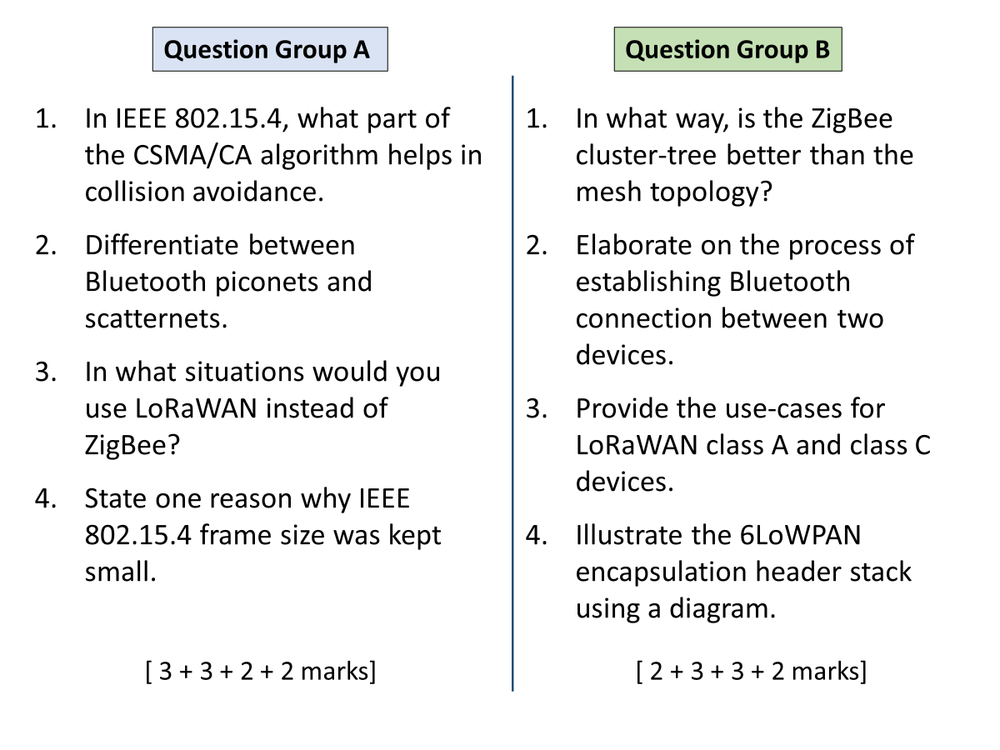 Question Group A
1. In IEEE 802.15.4, what part of
the CSMA/CA algorithm helps in
collision avoidance.
2. Differentiate between
Bluetooth piconets and
scatternets.
3. In what situations would you
use LoRaWAN instead of
ZigBee?
4. State one reason why IEEE
802.15.4 frame size was kept
small.
[ 3 + 3 + 2 + 2 marks]
Question Group B
1. In what way, is the ZigBee
cluster-tree better than the
mesh topology?
2. Elaborate on the process of
establishing Bluetooth
connection between two
devices.
3. Provide the use-cases for
LoRaWAN class A and class C
devices.
4. Illustrate the 6LoWPAN
encapsulation header stack
using a diagram.
[ 2 + 3 + 3 + 2 marks]